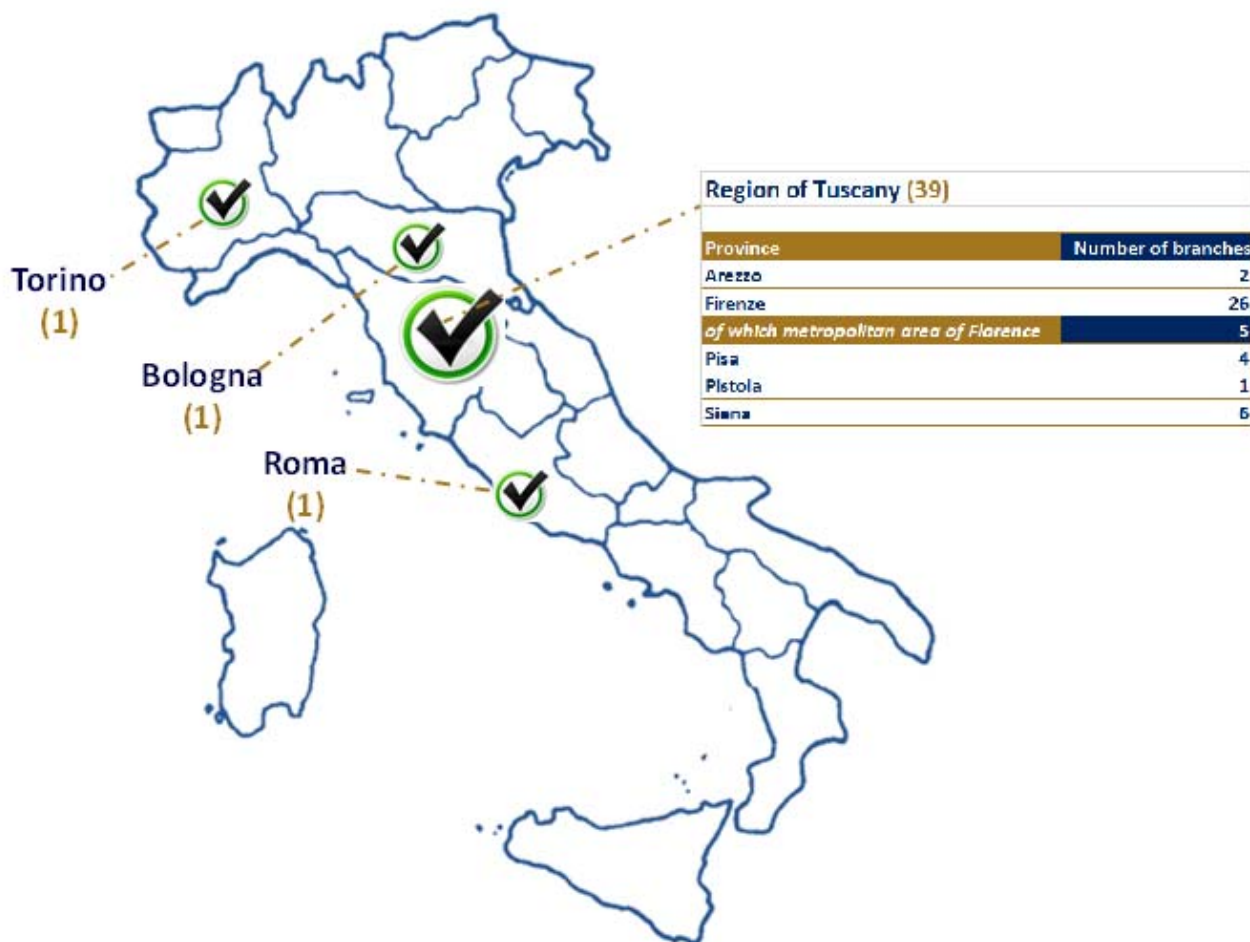 Region of Tuscany (39)
Province Number of branches
Arezzo 2
Firenze 26
of which metropolitan area of Florence 5
Pisa 4
Pistola 1
Siena 6
Torino
(1)
Bologna
(1)
Roma
(1)